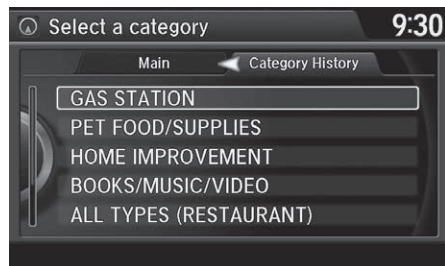 Select a category
9:30
Main
Category History
GAS STATION
PET FOOD/SUPPLIES
HOME IMPROVEMENT
BOOKS/MUSIC/VIDEO
ALL TYPES (RESTAURANT)